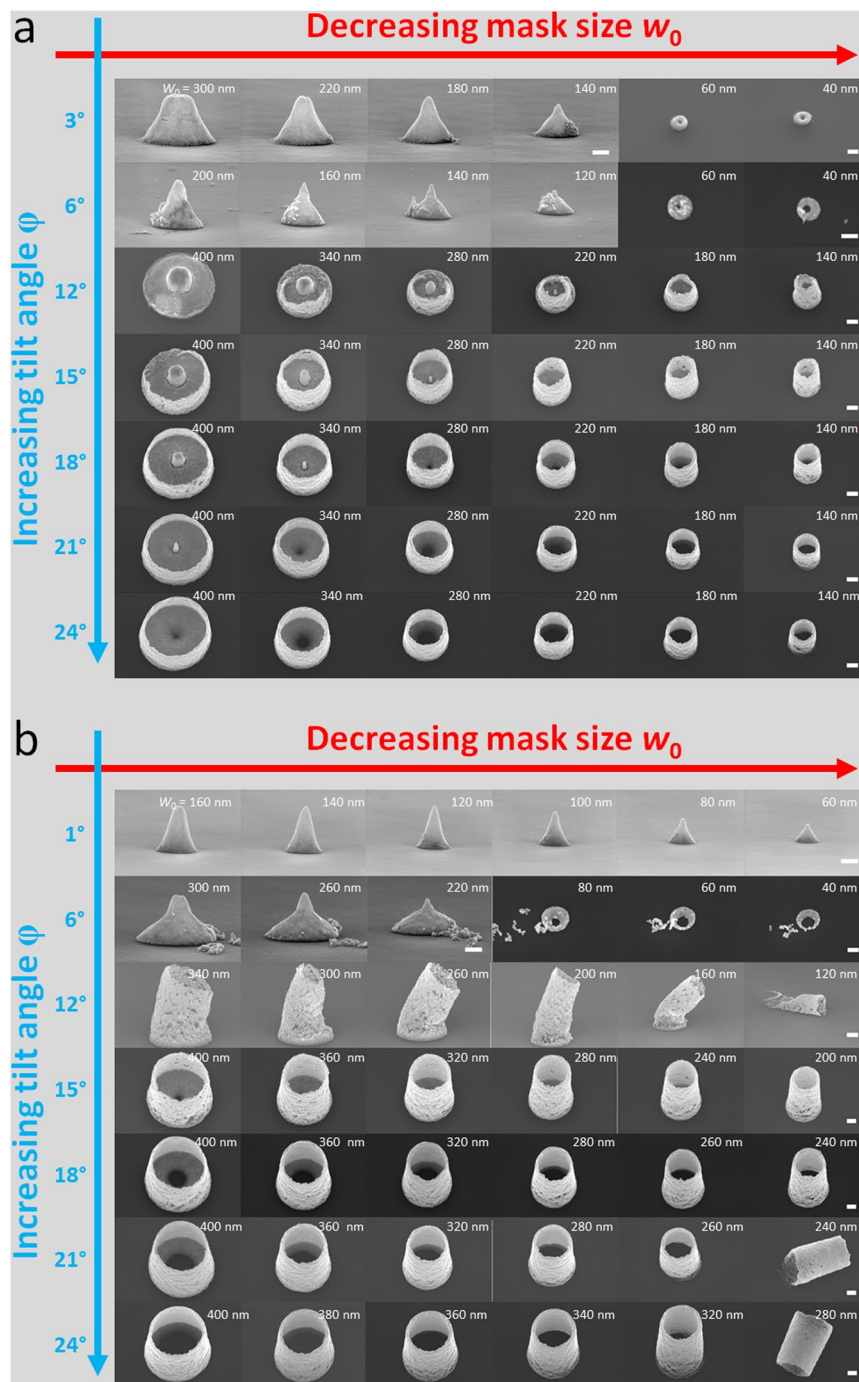 a
Decreasing mask size w0
Increasing tilt angle φ
3°
W0 = 300 nm 220 nm 180 nm 140 nm 60 nm 40 nm
6°
200 nm 160 nm 140 nm 120 nm 60 nm 40 nm
12°
400 nm 340 nm 280 nm 220 nm 180 nm 140 nm
15°
400 nm 340 nm 280 nm 220 nm 180 nm 140 nm
18°
400 nm 340 nm 280 nm 220 nm 180 nm 140 nm
21°
400 nm 340 nm 280 nm 220 nm 180 nm 140 nm
24°
400 nm 340 nm 280 nm 220 nm 180 nm 140 nm
b
Decreasing mask size w0
Increasing tilt angle φ
1°
W0 = 160 nm 140 nm 120 nm 100 nm 80 nm 60 nm
6°
300 nm 260 nm 220 nm 80 nm 60 nm 40 nm
12°
340 nm 300 nm 260 nm 200 nm 160 nm 120 nm
15°
400 nm 360 nm 320 nm 280 nm 240 nm 200 nm
18°
400 nm 360 nm 320 nm 280 nm 260 nm 240 nm
21°
400 nm 360 nm 320 nm 280 nm 260 nm 240 nm
24°
400 nm 380 nm 360 nm 340 nm 320 nm 280 nm